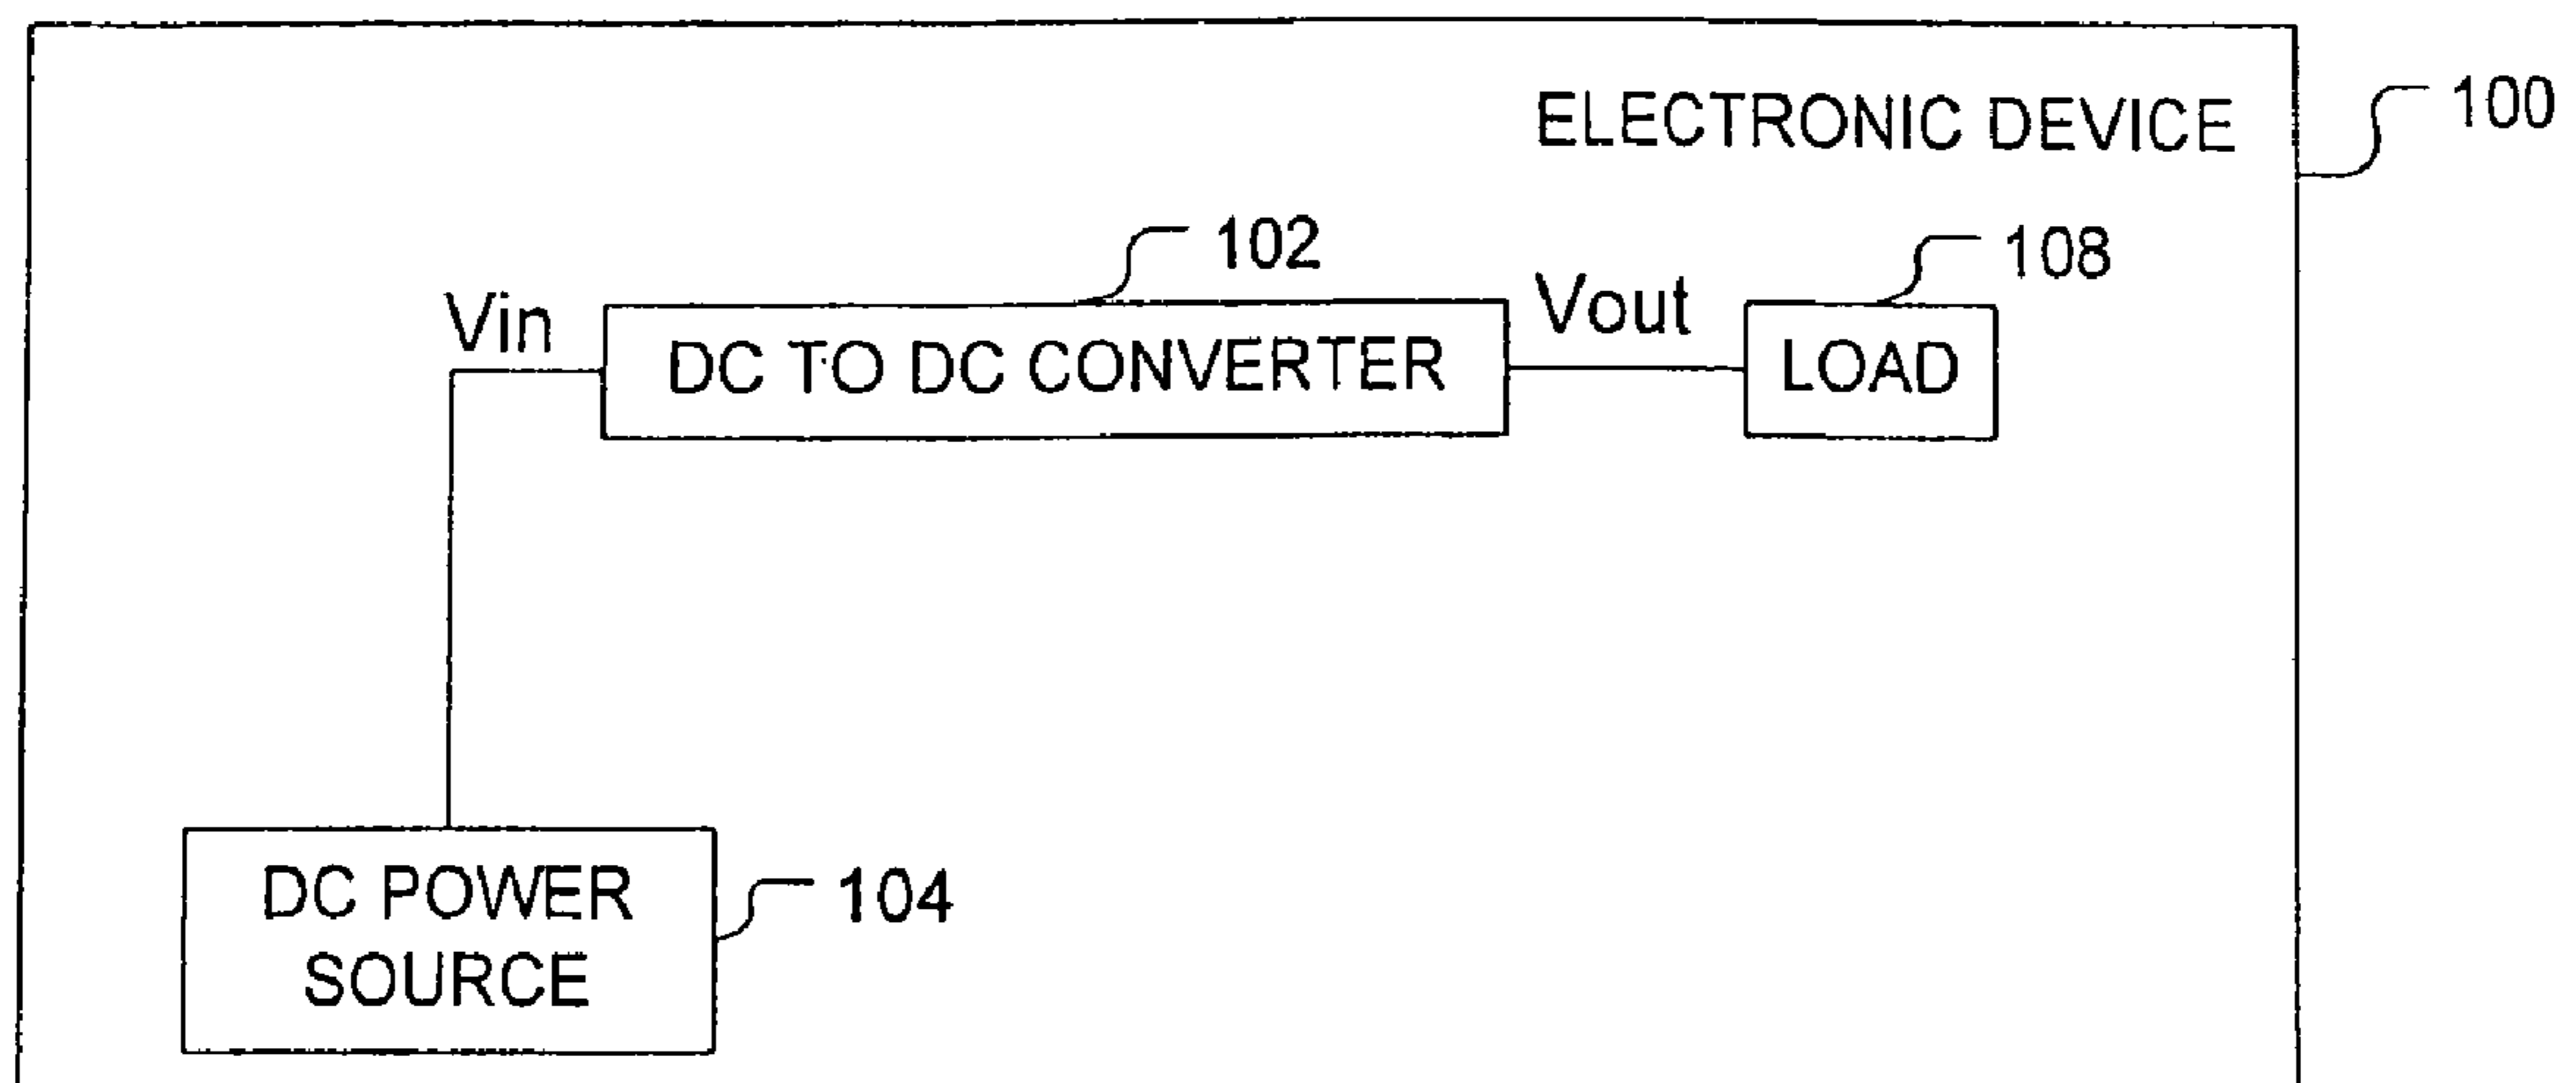 ELECTRONIC DEVICE
100
102
108
Vin
Vout
DC TO DC CONVERTER
LOAD
DC POWER
SOURCE
104